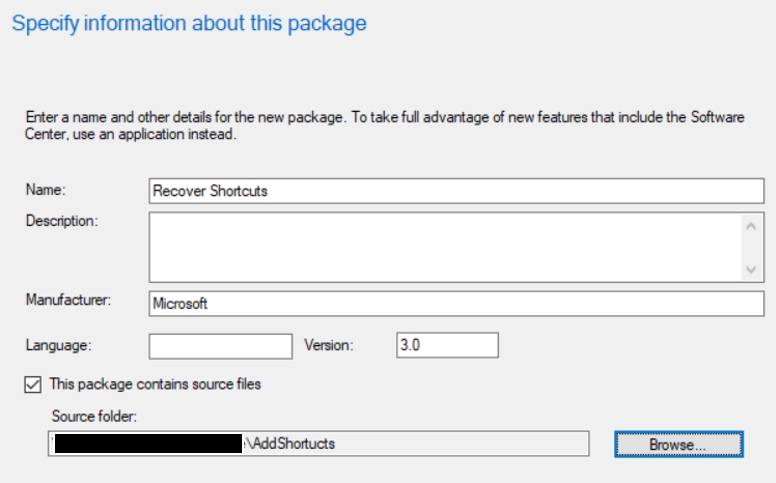 Specify information about this package
Enter a name and other details for the new package. To take full advantage of new features that include the Software
Center, use an application instead.
Name: Recover Shortcuts
Description:
Manufacturer: Microsoft
Language: Version: 3.0
This package contains source files
Source folder:
\AddShortucts Browse...